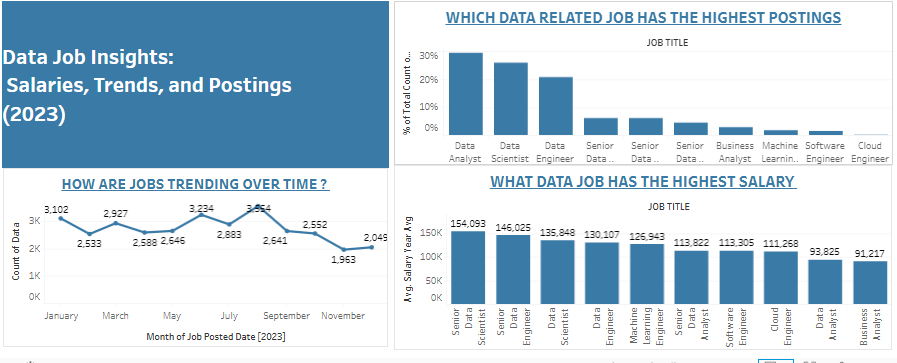 Data Job Insights:
Salaries, Trends, and Postings
(2023)
WHICH DATA RELATED JOB HAS THE HIGHEST POSTINGS
JOB TITLE
% of Total Count o...
30%
20%
10%
0%
Data Analyst
Data Scientist
Data Engineer
Senior Data ..
Senior Data ..
Senior Data ..
Business Analyst
Machine Learnin..
Software Engineer
Cloud Engineer
HOW ARE JOBS TRENDING OVER TIME ?
Count of Data
3K
2K
1K
0K
3,102
2,533
2,927
2,588
2,646
3,234
2,883
2,641
2,552
1,963
2,049
January
March
May
July
September
November
Month of Job Posted Date [2023]
WHAT DATA JOB HAS THE HIGHEST SALARY
JOB TITLE
Avg. Salary Year Avg
150K
100K
50K
0K
154,093
146,025
135,848
130,107
126,943
113,822
113,305
111,268
93,825
91,217
Senior Data Scientist
Senior Data Engineer
Data Scientist
Data Engineer
Machine Learning Engineer
Senior Data Analyst
Software Engineer
Cloud Engineer
Data Analyst
Business Analyst